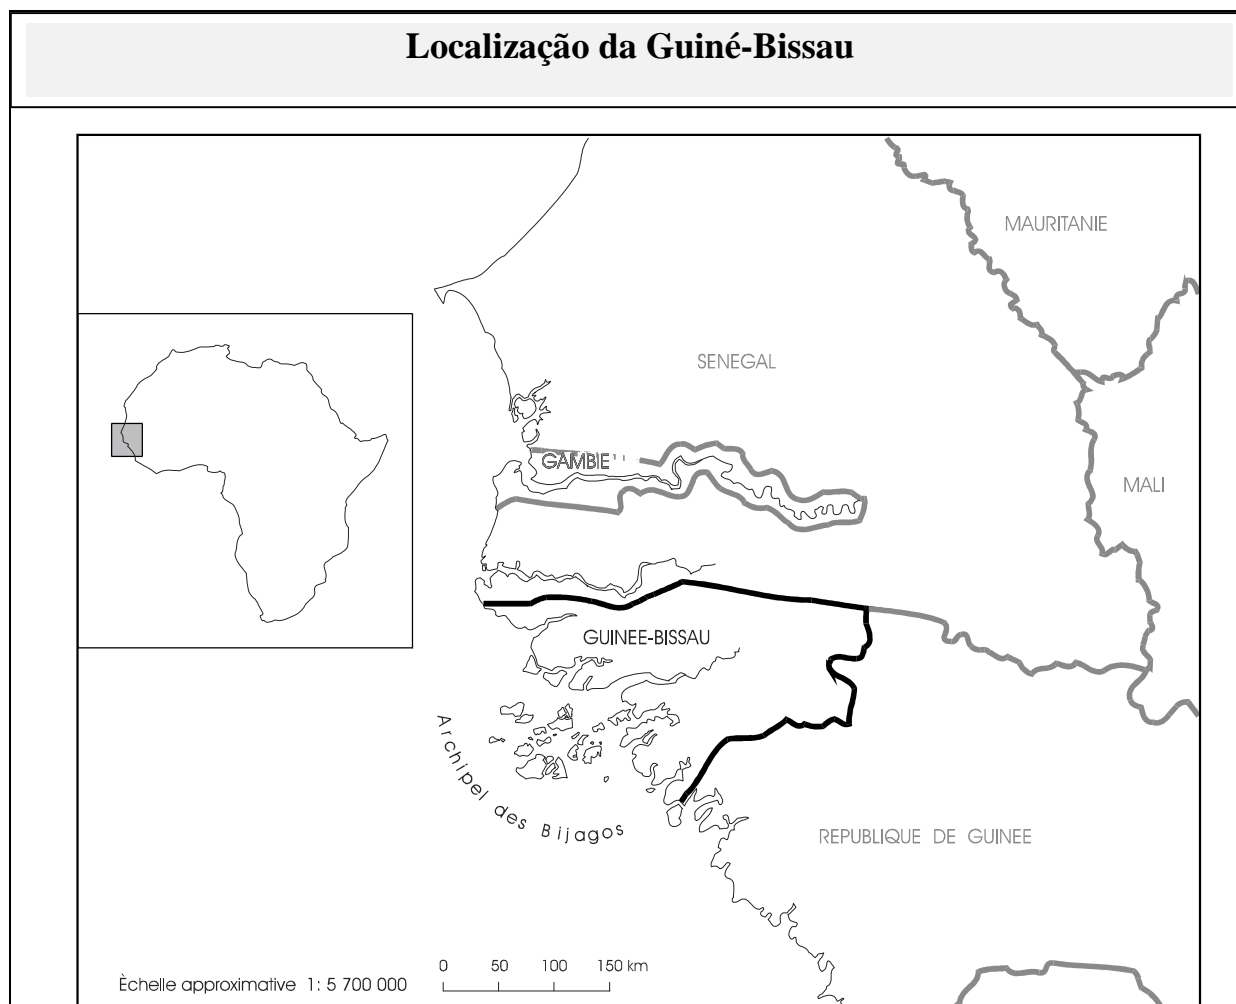 Localização da Guiné-Bissau
MAURITANIE
SENEGAL
GAMBIE
MALI
GUINEE-BISSAU
Archipel des Bijagos
REPUBLIQUE DE GUINEE
0 50 100 150 km
Èchelle approximative 1: 5 700 000